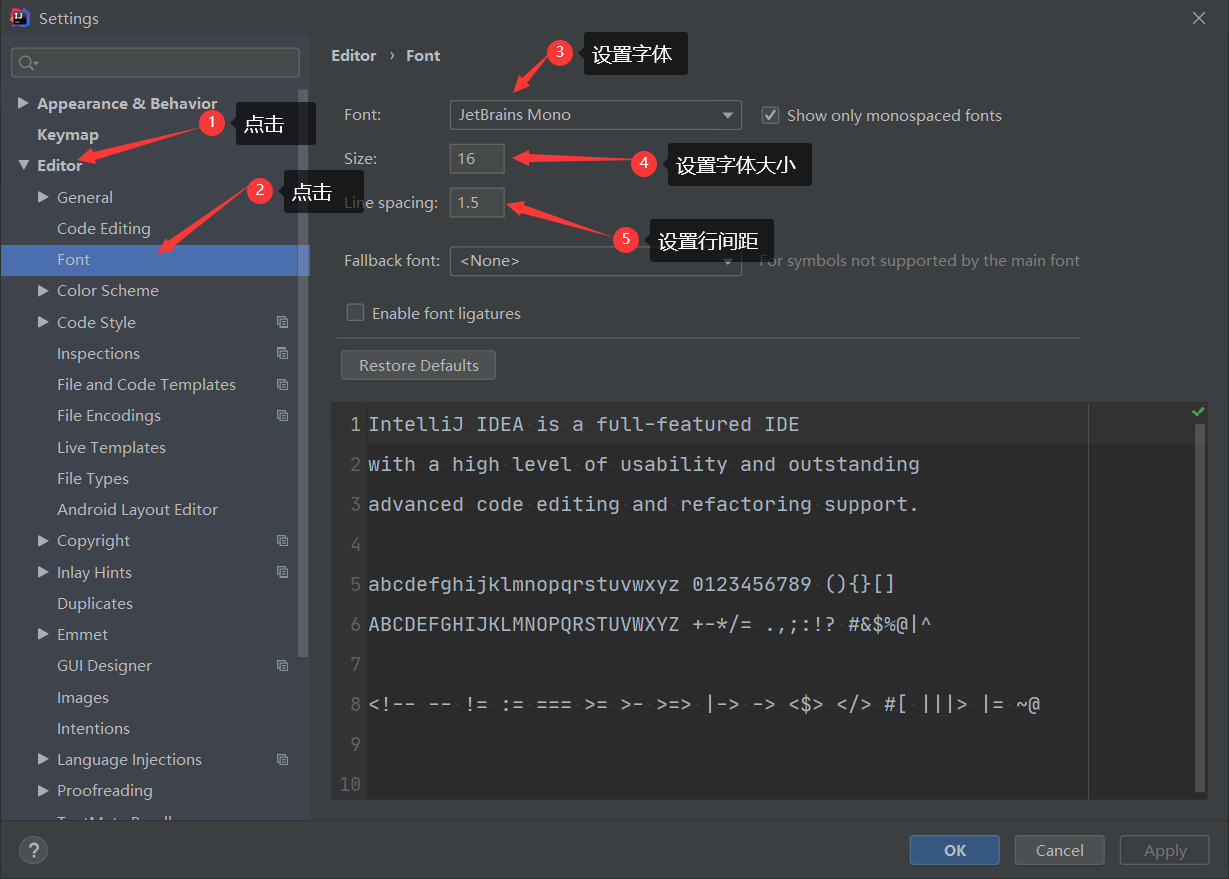 Settings
Appearance & Behavior
Keymap
Editor
General
Code Editing
Font
Color Scheme
Code Style
Inspections
File and Code Templates
File Encodings
Live Templates
File Types
Android Layout Editor
Copyright
Inlay Hints
Duplicates
Emmet
GUI Designer
Images
Intentions
Language Injections
Proofreading
1 点击
2 点击
Editor › Font
3 设置字体
Font: JetBrains Mono Show only monospaced fonts
Size: 16
4 设置字体大小
Line spacing: 1.5
5 设置行间距
Fallback font: <None> For symbols not supported by the main font
Enable font ligatures
Restore Defaults
1 IntelliJ IDEA is a full-featured IDE
2 with a high level of usability and outstanding
3 advanced code editing and refactoring support.
4
5 abcdefghijklmnopqrstuvwxyz 0123456789 (){}[]
6 ABCDEFGHIJKLMNOPQRSTUVWXYZ +-*/= .,;:!? #&$%@|^
7
8 <!-- -- != := === >= >- >=> |-> -> <$> </> #[ |||> |= ~@
9
10
? OK Cancel Apply